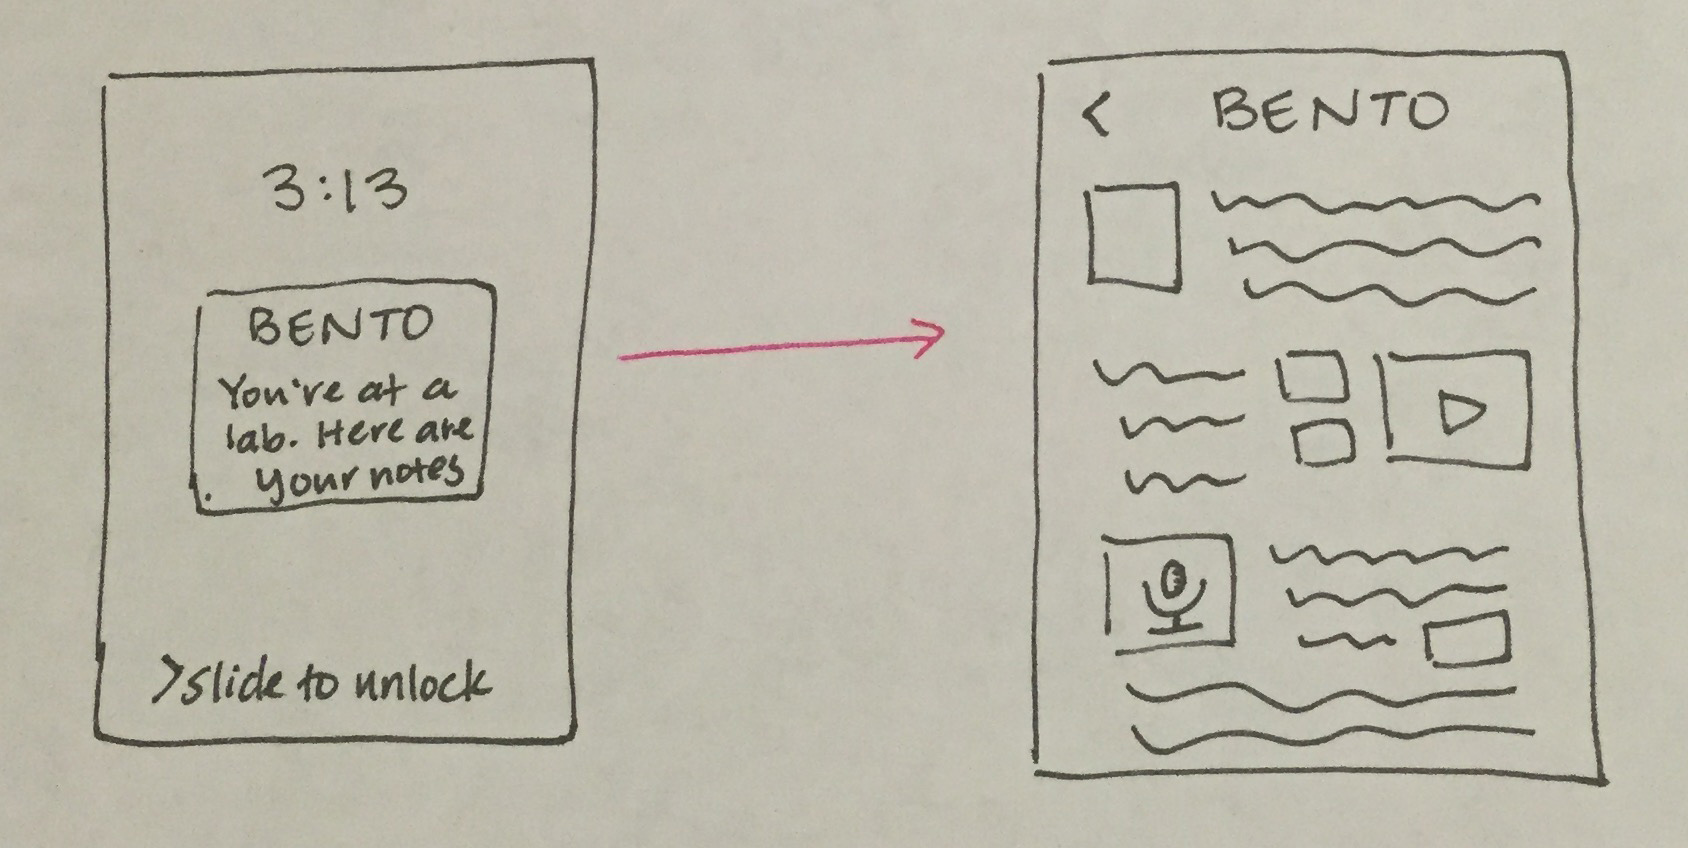 3:13
BENTO
You're at a
lab. Here are
your notes
>slide to unlock
< BENTO